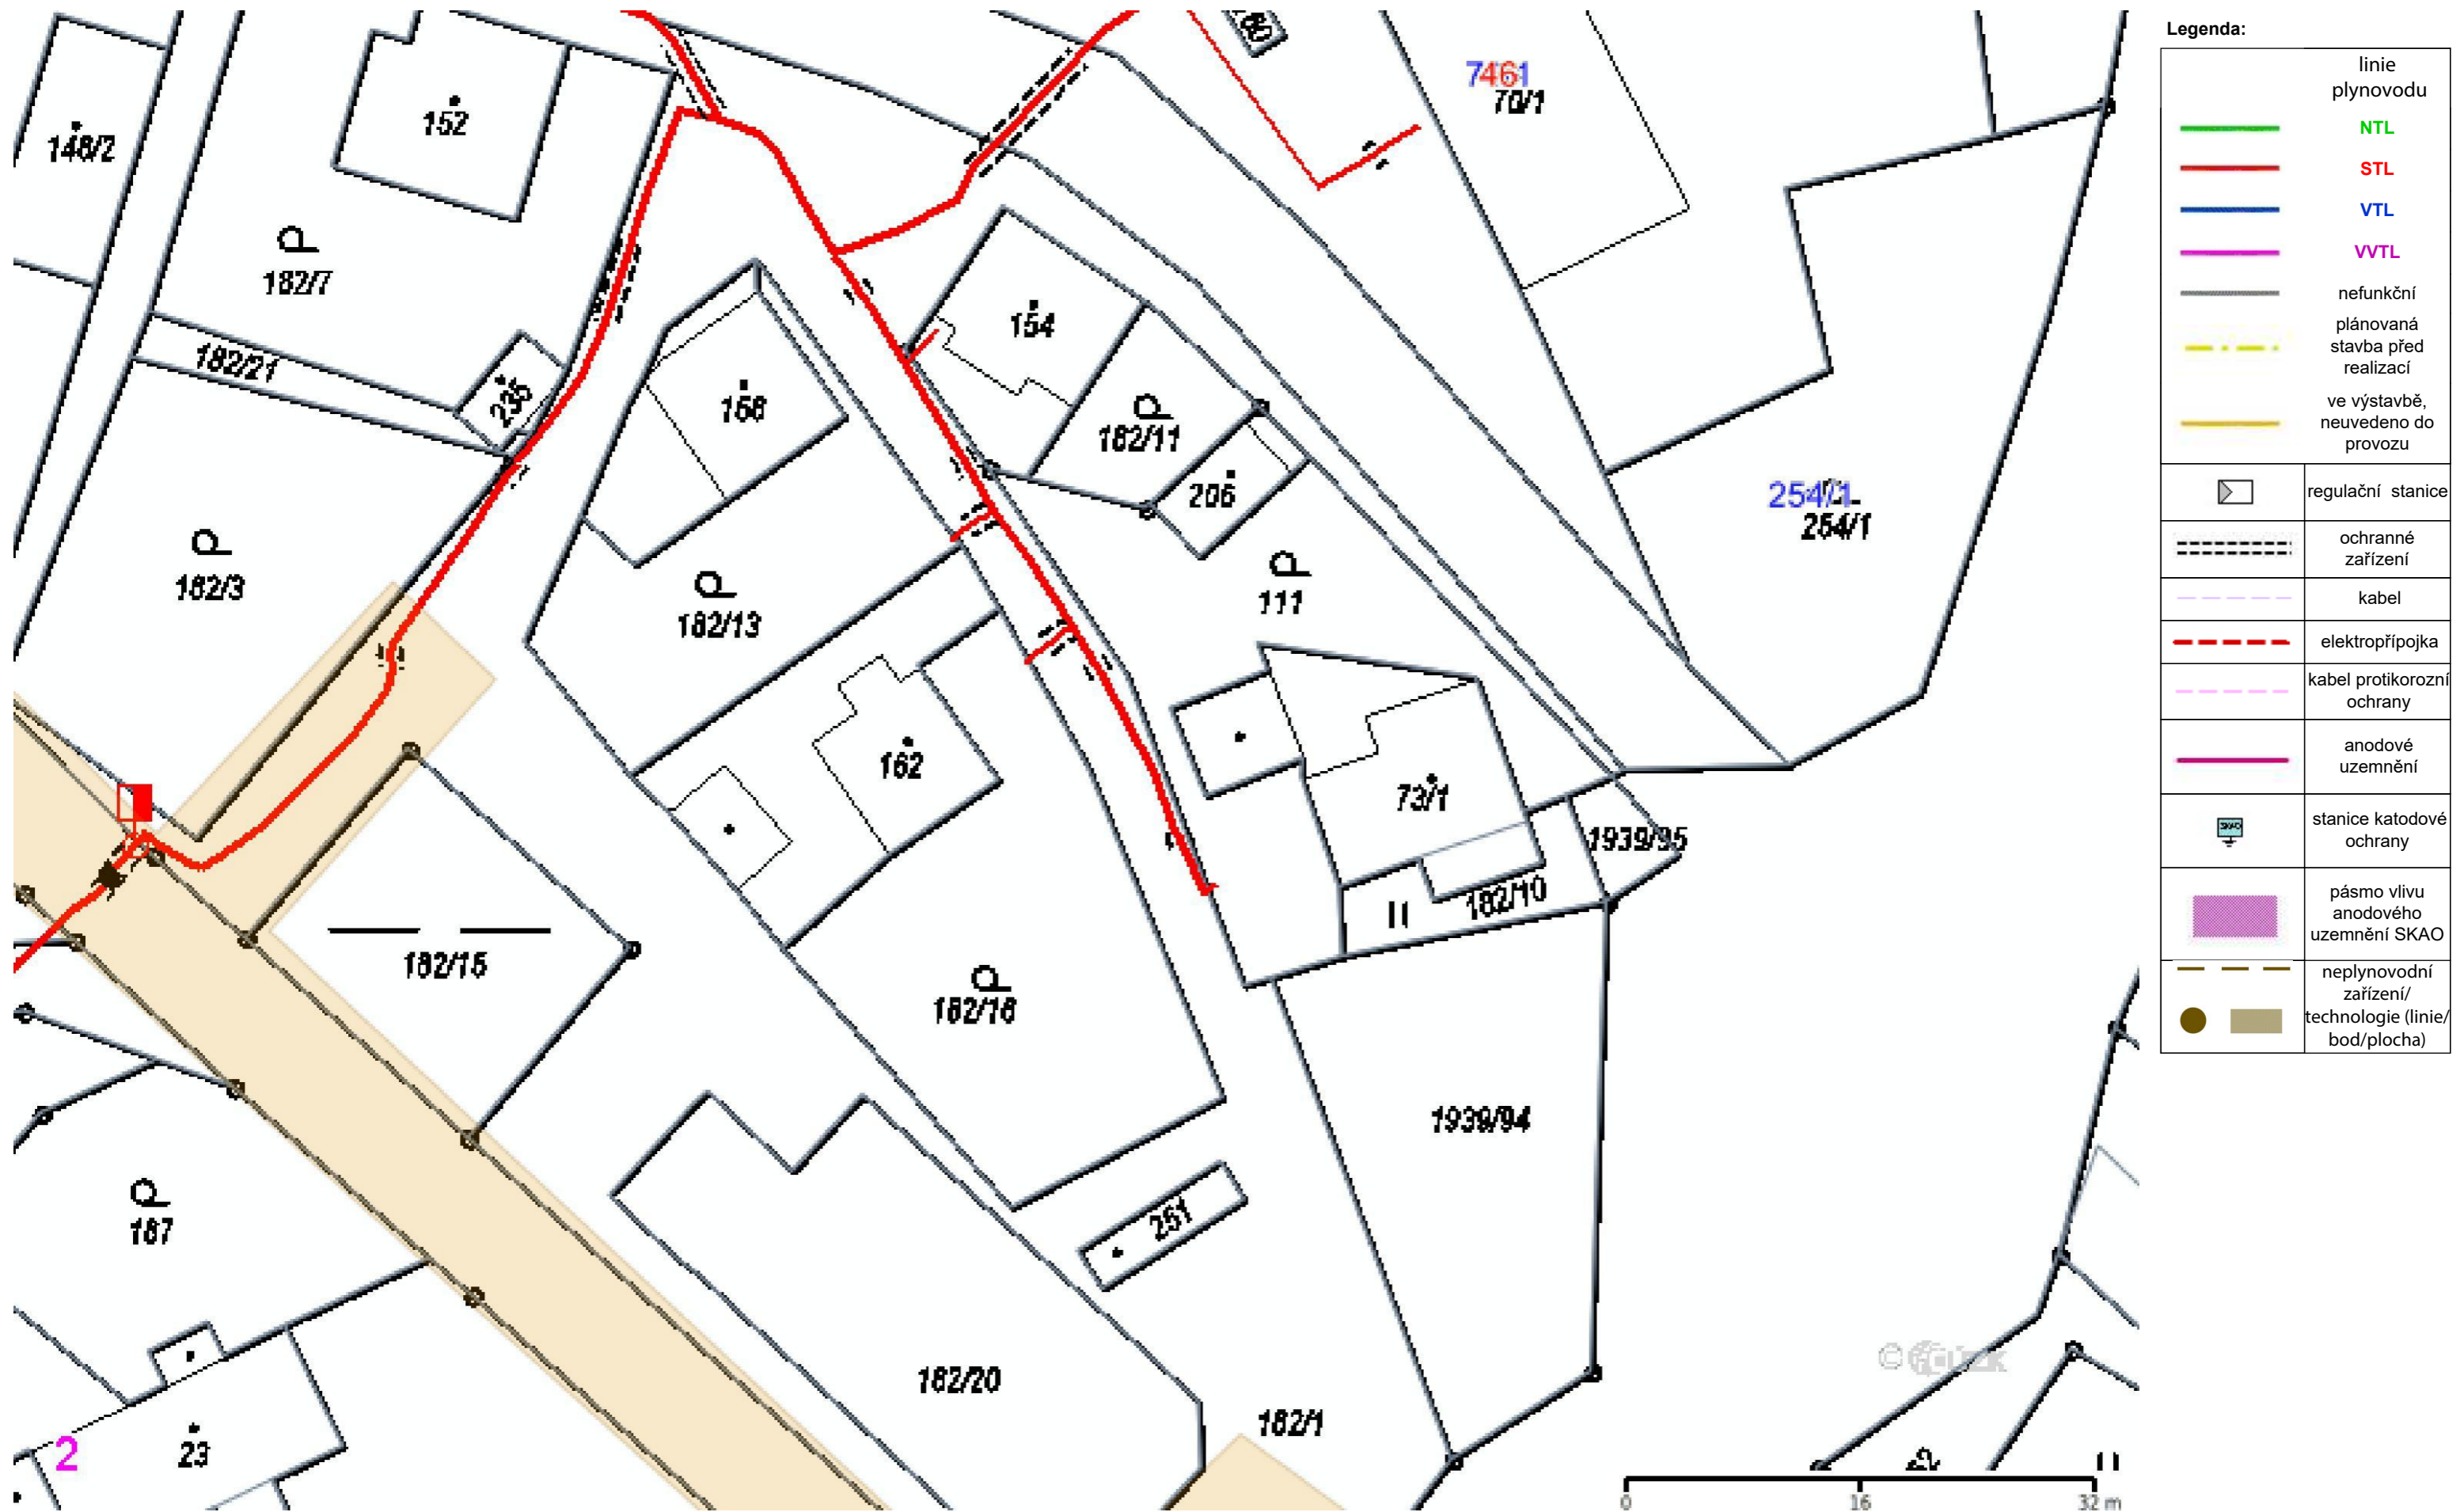 Legenda:
linie
plynovodu
NTL
STL
VTL
VVTL
nefunkční
plánovaná
stavba před
realizací
ve výstavbě,
neuvedeno do
provozu
regulační stanice
ochranné
zařízení
kabel
elektropřípojka
kabel protikorozní
ochrany
anodové
uzemnění
SKAO
stanice katodové
ochrany
pásmo vlivu
anodového
uzemnění SKAO
neplynovodní
zařízení/
technologie (linie/
bod/plocha)
7461
70/1
152
148/2
182/7
182/21
235
154
156
182/11
206
254/1
254/1
182/3
182/13
111
162
73/1
1939/95
182/10
182/15
182/16
1939/94
187
251
182/20
182/1
23
2
© ČÚZK
0 16 32 m